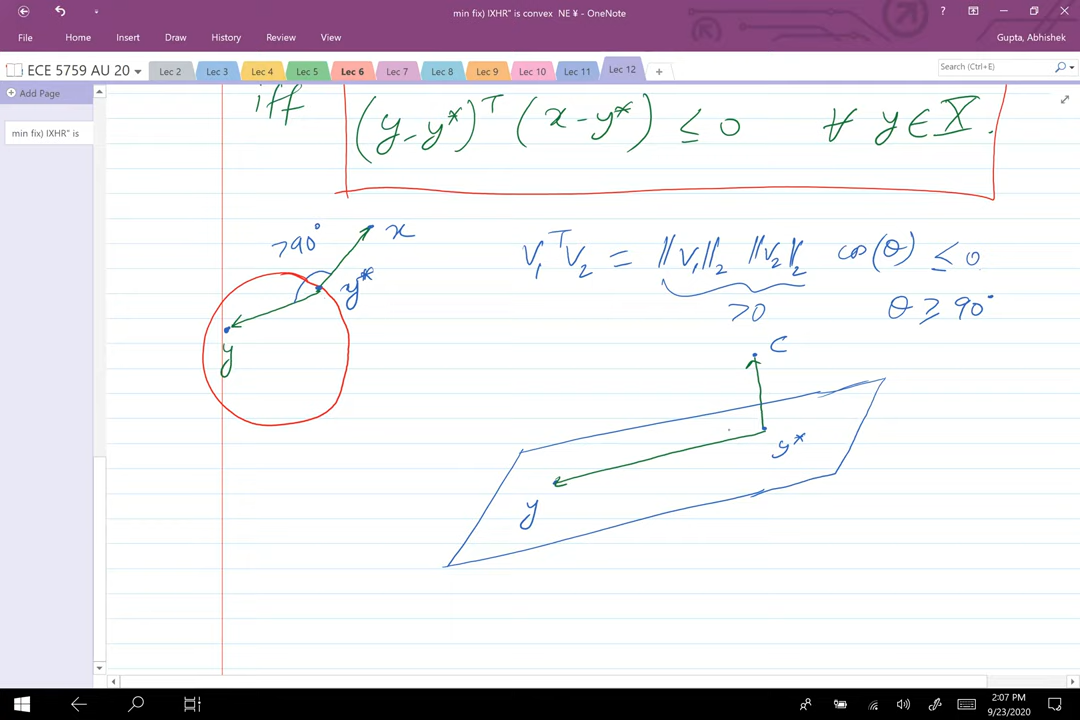 min fix) IXHR" is convex NE ¥ - OneNote
File Home Insert Draw History Review View
Gupta, Abhishek
ECE 5759 AU 20
Lec 2 Lec 3 Lec 4 Lec 5 Lec 6 Lec 7 Lec 8 Lec 9 Lec 10 Lec 11 Lec 12 +
Search (Ctrl+E)
Add Page
min fix) IXHR" is
iff (y - y*)^T (x - y*) ≤ 0 ∀ y ∈ X.
>90°
x
y*
y
V₁^T V₂ = ||V₁||₂ ||V₂||₂ cos(θ) ≤ 0
>0 θ ≥ 90°
C
y*
y
2:07 PM
9/23/2020